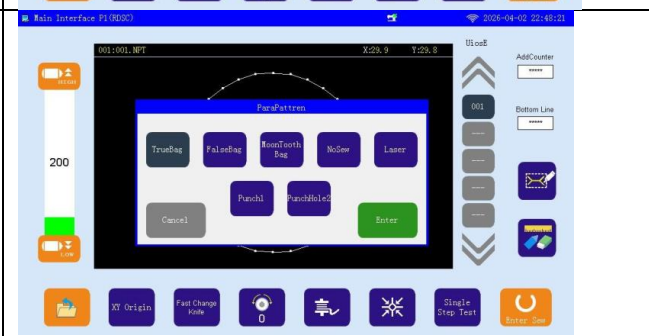 Main Interface P1(RDSC)
2026-04-02 22:48:21
001:001.NPT X:29.9 Y:29.8
UiosE
AddCounter
*****
Bottom Line
*****
200
ParaPattren
TrueBag
FalseBag
MoonTooth
Bag
NoSew
Laser
Punch1
PunchHole2
Cancel
Enter
001
---
---
---
---
LOW
XY Origin
Fast Change
Knife
0
Single
Step Test
Enter Sew